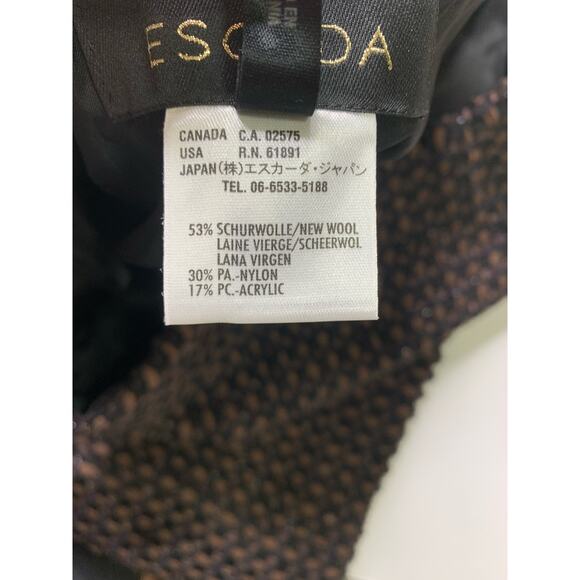 ESCADA
CANADA C.A. 02575
USA R.N. 61891
JAPAN(株)エスカーダ・ジャパン
TEL. 06-6533-5188
53% SCHURWOLLE/NEW WOOL
LAINE VIERGE/SCHEERWOL
LANA VIRGEN
30% PA.-NYLON
17% PC.-ACRYLIC